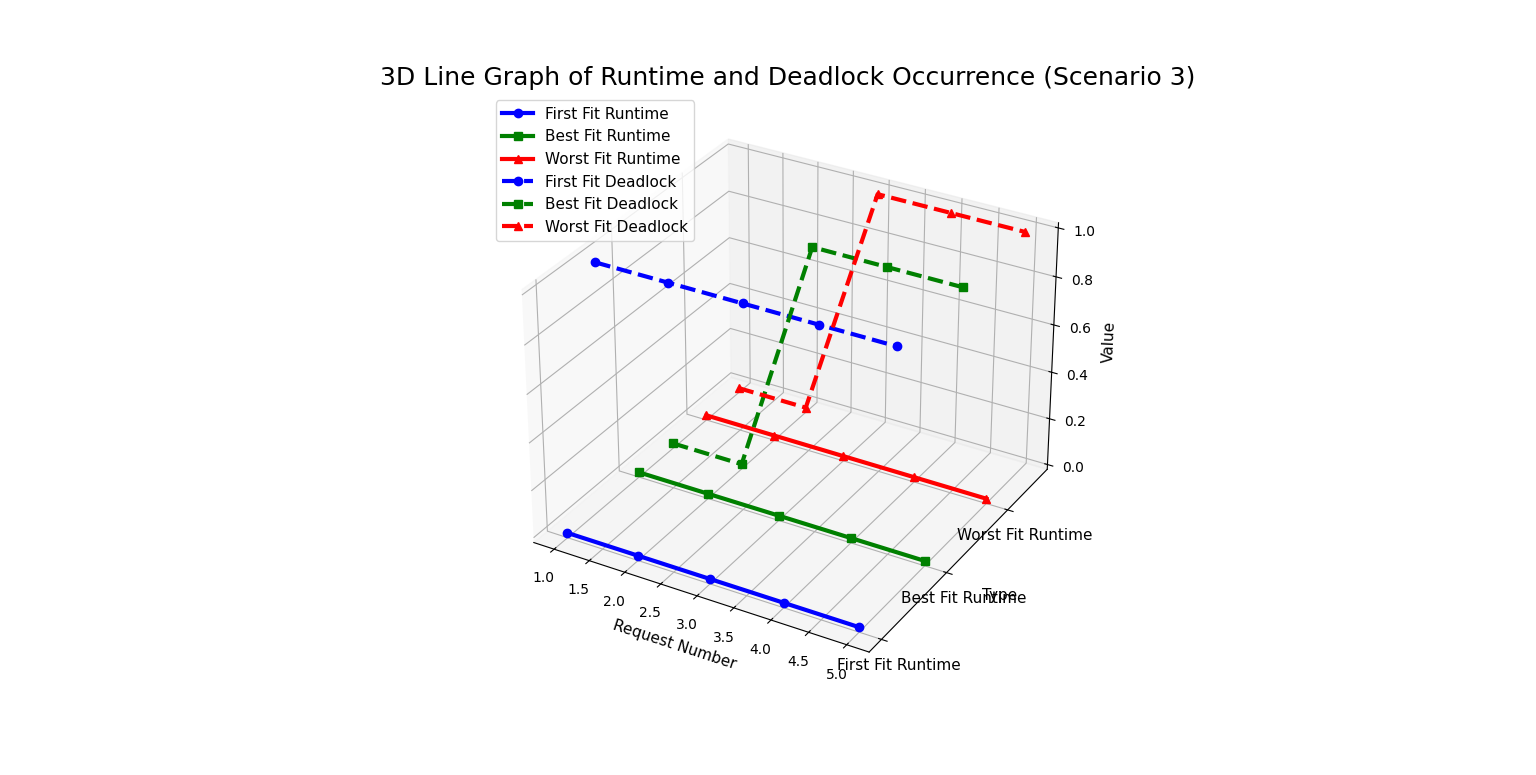 3D Line Graph of Runtime and Deadlock Occurrence (Scenario 3)
First Fit Runtime
Best Fit Runtime
Worst Fit Runtime
First Fit Deadlock
Best Fit Deadlock
Worst Fit Deadlock
1.0
0.8
0.6
0.4
0.2
0.0
Value
Worst Fit Runtime
Best Fit Runtime
Type
First Fit Runtime
1.0
1.5
2.0
2.5
3.0
3.5
4.0
4.5
5.0
Request Number